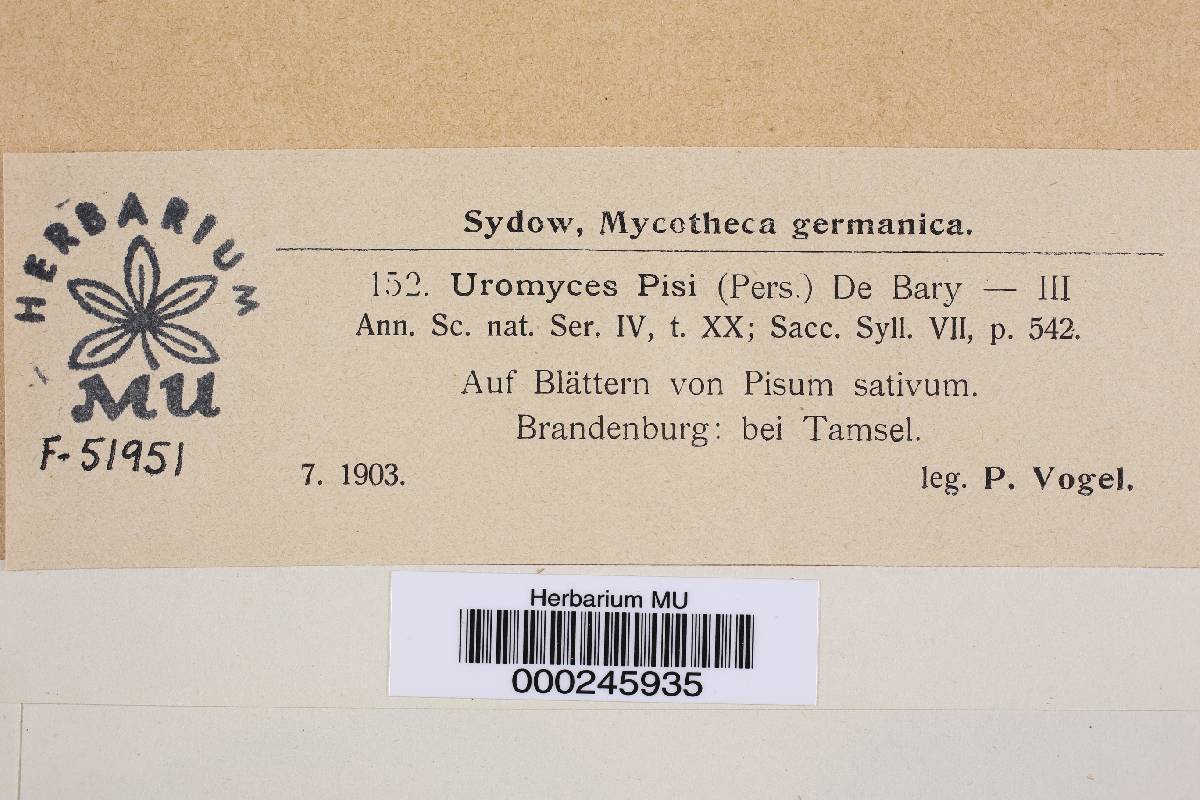 HERBARIUM
MU
F-51951
Sydow, Mycotheca germanica.
152. Uromyces Pisi (Pers.) De Bary — III
Ann. Sc. nat. Ser. IV, t. XX; Sacc. Syll. VII, p. 542.
Auf Blättern von Pisum sativum.
Brandenburg: bei Tamsel.
7. 1903. leg. P. Vogel.
Herbarium MU
000245935